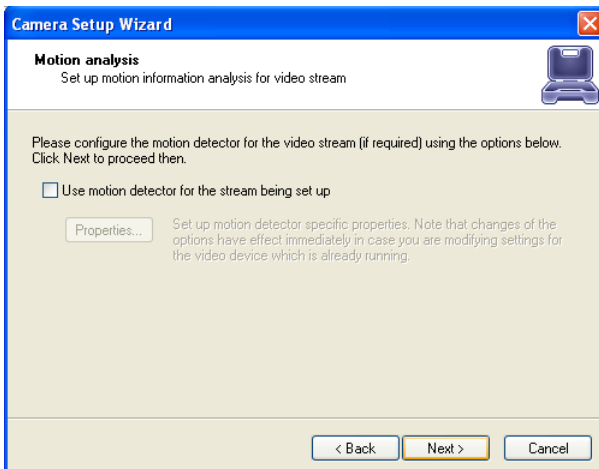 Camera Setup Wizard
Motion analysis
Set up motion information analysis for video stream
Please configure the motion detector for the video stream (if required) using the options below.
Click Next to proceed then.
Use motion detector for the stream being set up
Properties...
Set up motion detector specific properties. Note that changes of the
options have effect immediately in case you are modifying settings for
the video device which is already running.
< Back
Next >
Cancel